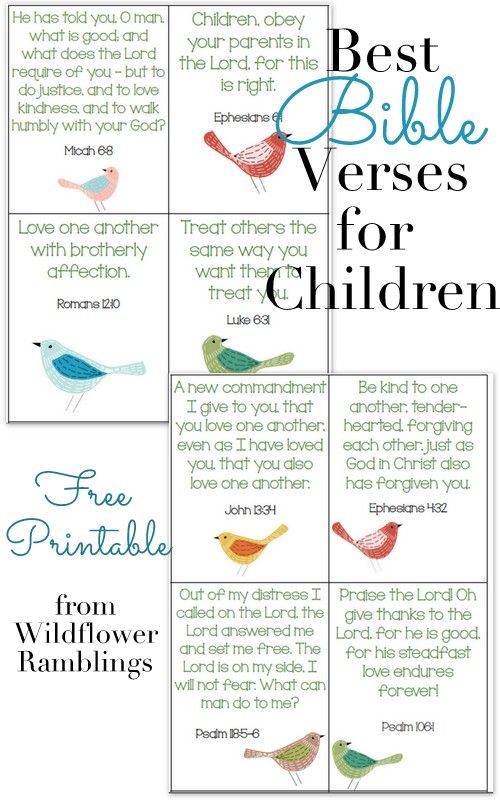 He has told you, O man,
what is good; and
what does the Lord
require of you - but to
do justice, and to love
kindness, and to walk
humbly with your God?
Micah 6:8
Children, obey
your parents in
the Lord, for this
is right.
Ephesians 6:1
Best
Bible
Verses
for
Children
Love one another
with brotherly
affection.
Romans 12:10
Treat others the
same way you
want them to
treat you.
Luke 6:31
A new commandment
I give to you, that
you love one another,
even as I have loved
you, that you also
love one another.
John 13:34
Be kind to one
another, tender-
hearted, forgiving
each other, just as
God in Christ also
has forgiven you.
Ephesians 4:32
Free
Printable
from
Wildflower
Ramblings
Out of my distress I
called on the Lord; the
Lord answered me
and set me free. The
Lord is on my side, I
will not fear. What can
man do to me?
Psalm 118:5-6
Praise the Lord! Oh
give thanks to the
Lord, for he is good,
for his steadfast
love endures
forever!
Psalm 106:1